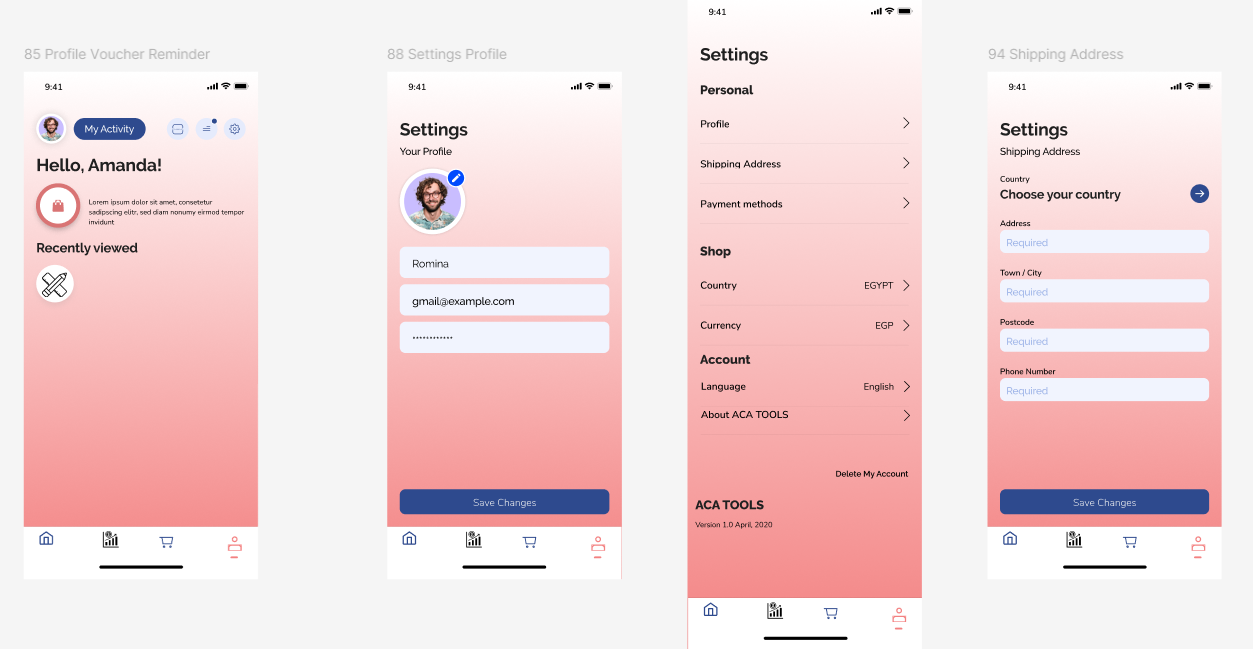 85 Profile Voucher Reminder
9:41
My Activity
Hello, Amanda!
Lorem ipsum dolor sit amet, consetetur
sadipscing elitr, sed diam nonumy eirmod tempor
invidunt
Recently viewed
88 Settings Profile
9:41
Settings
Your Profile
Romina
gmail@example.com
••••••••••••
Save Changes
9:41
Settings
Personal
Profile
Shipping Address
Payment methods
Shop
Country EGYPT
Currency EGP
Account
Language English
About ACA TOOLS
Delete My Account
ACA TOOLS
Version 1.0 April, 2020
94 Shipping Address
9:41
Settings
Shipping Address
Country
Choose your country
Address
Required
Town / City
Required
Postcode
Required
Phone Number
Required
Save Changes